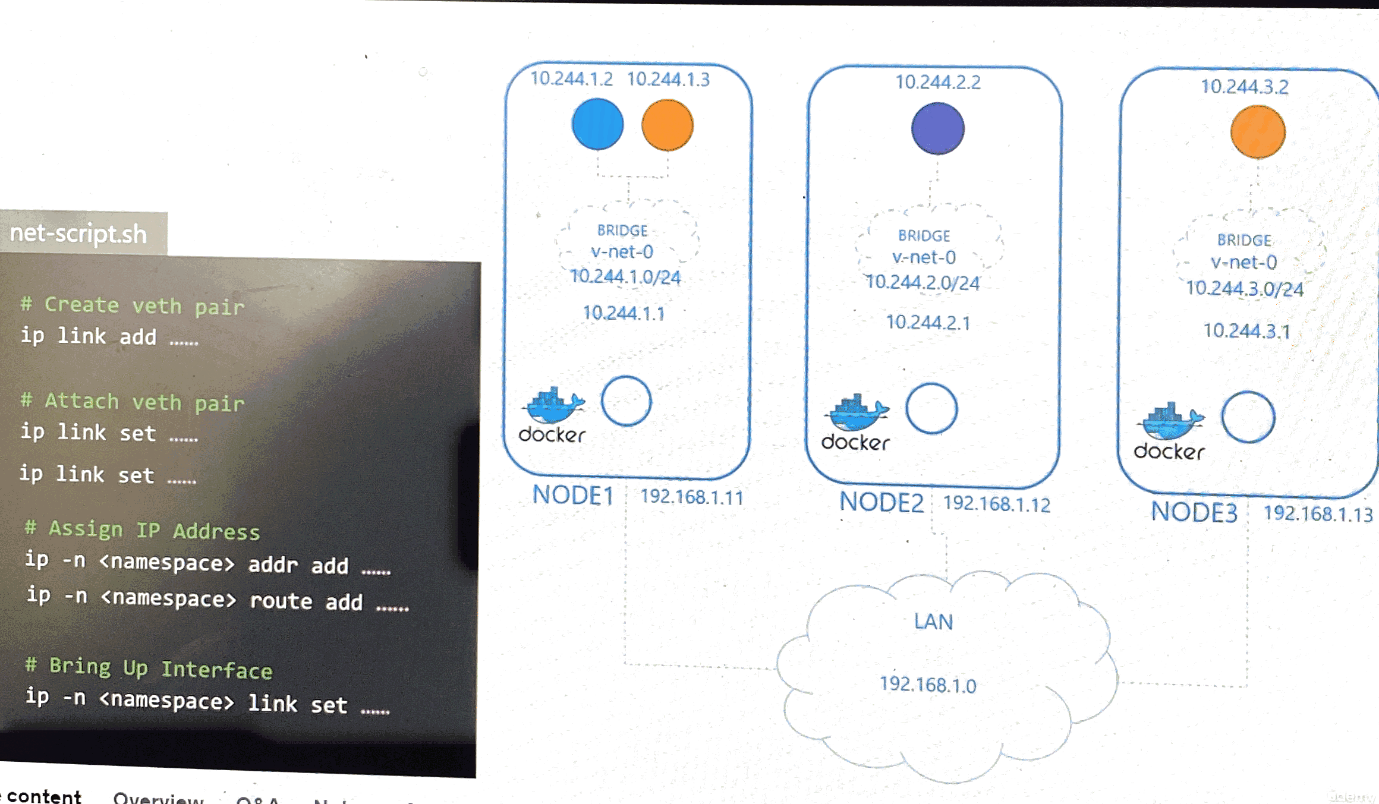 net-script.sh
# Create veth pair
ip link add ......
# Attach veth pair
ip link set ......
ip link set ......
# Assign IP Address
ip -n <namespace> addr add ......
ip -n <namespace> route add ......
# Bring Up Interface
ip -n <namespace> link set ......
10.244.1.2 10.244.1.3
BRIDGE
v-net-0
10.244.1.0/24
10.244.1.1
docker
NODE1 192.168.1.11
10.244.2.2
BRIDGE
v-net-0
10.244.2.0/24
10.244.2.1
docker
NODE2 192.168.1.12
10.244.3.2
BRIDGE
v-net-0
10.244.3.0/24
10.244.3.1
docker
NODE3 192.168.1.13
LAN
192.168.1.0
content Overview Q&A
udemy